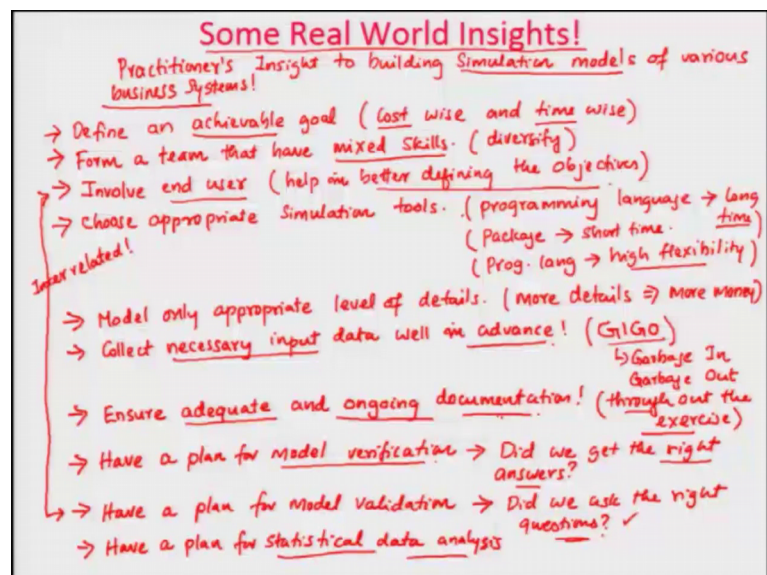 Some Real World Insights!
Practitioner's Insight to building Simulation models of various
business systems!
→ Define an achievable goal (Cost wise and time wise)
→ Form a team that have mixed skills. (diversify)
→ Involve end user (help in better defining the objectives)
→ Choose appropriate Simulation tools. (programming language → long
time)
(Package → short time.
(Prog. lang → high flexibility)
Inter related!
→ Model only appropriate level of details. (more details ⇒ More money)
→ Collect necessary input data well in advance! (GIGO)
↳ Garbage In
Garbage Out
→ Ensure adequate and ongoing documentation! (through out the
exercise)
→ Have a plan for model verification → Did we get the right
answers?
→ Have a plan for Model validation → Did we ask the right
questions? ✓
→ Have a plan for statistical data analysis